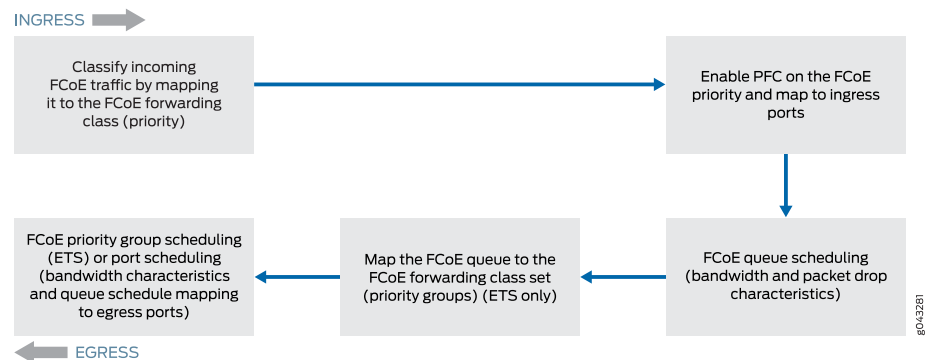 INGRESS
Classify incoming
FCoE traffic by mapping
it to the FCoE forwarding
class (priority)
Enable PFC on the FCoE
priority and map to ingress
ports
FCoE queue scheduling
(bandwidth and packet drop
characteristics)
Map the FCoE queue to the
FCoE forwarding class set
(priority groups) (ETS only)
FCoE priority group scheduling
(ETS) or port scheduling
(bandwidth characteristics
and queue schedule mapping
to egress ports)
EGRESS
g043281